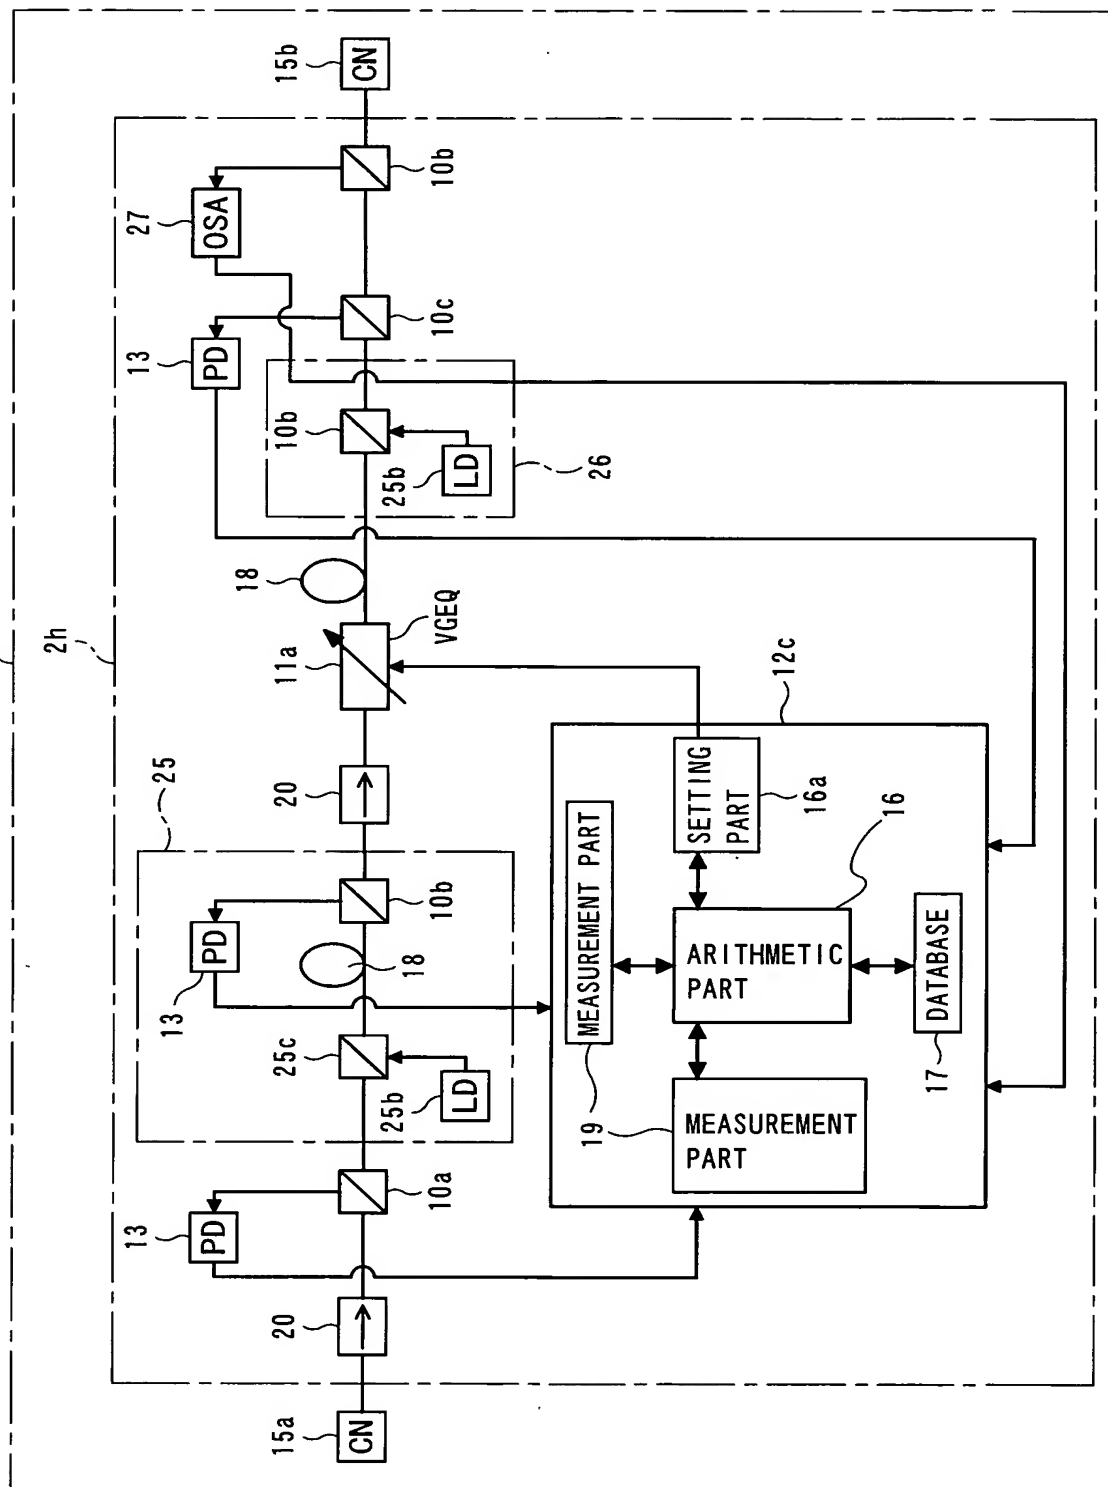 2h
15b
CN
27
OSA
10b
13
PD
10c
10b
25b
LD
26
18
11a
VGEQ
25
20
13
PD
10b
18
25c
25b
LD
13
PD
10a
20
15a
CN
12c
SETTING
PART
16a
MEASUREMENT PART
19
16
ARITHMETIC
PART
MEASUREMENT
PART
DATABASE
17